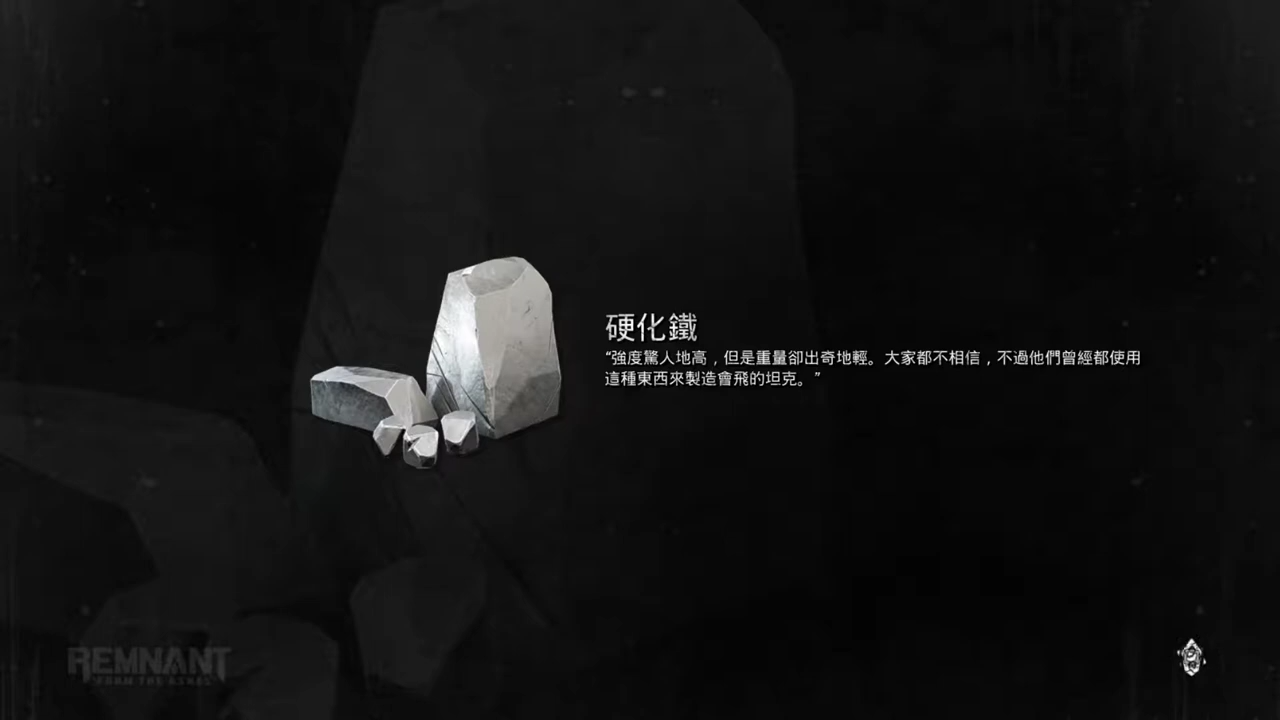 硬化鐵
“強度驚人地高，但是重量卻出奇地輕。大家都不相信，不過他們曾經都使用
這種東西來製造會飛的坦克。”
REMNANT
FROM THE ASHES